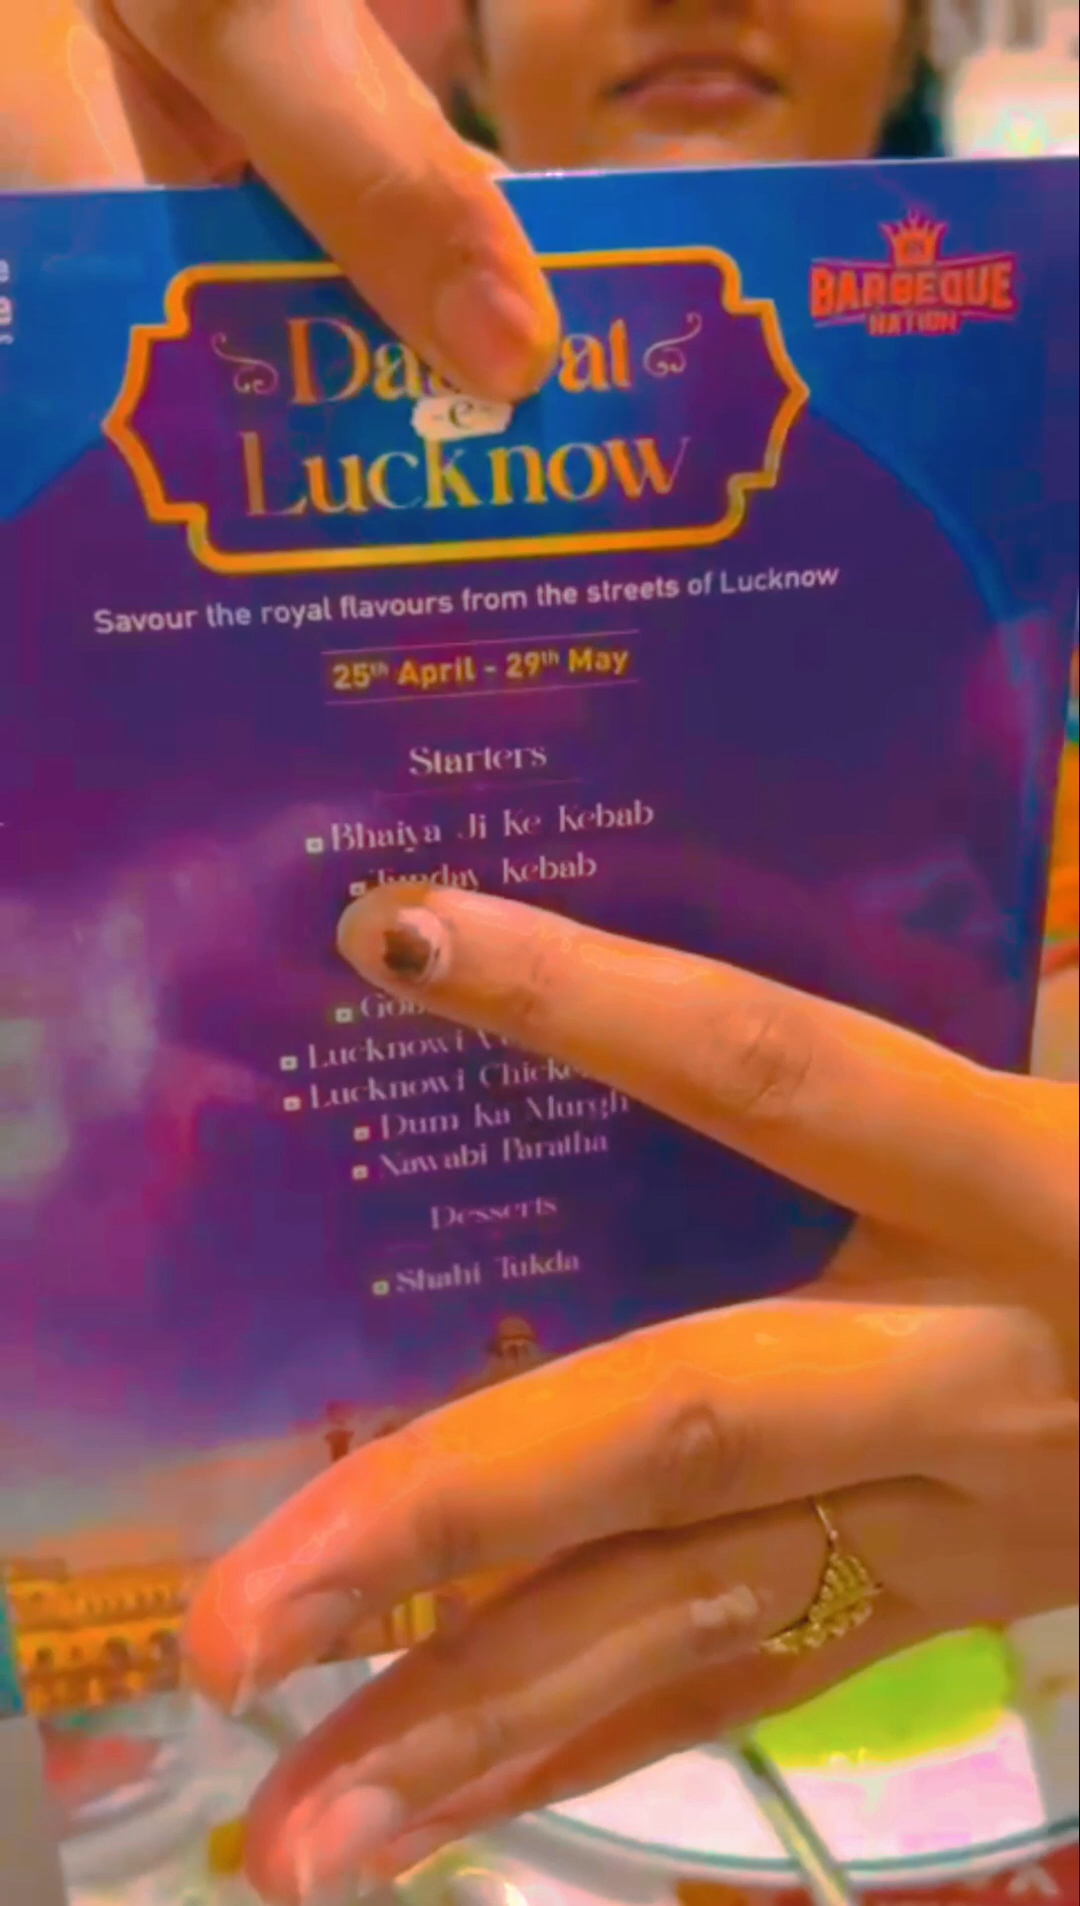 BARBEQUE
NATION
-e-
Lucknow
Savour the royal flavours from the streets of Lucknow
25th April - 29th May
Starters
Bhaiya Ji Ke Kebab
Kebab
Lucknowi
Lucknowi
Dum Ka Murgh
Nawabi Paratha
Desserts
Shahi Tukda